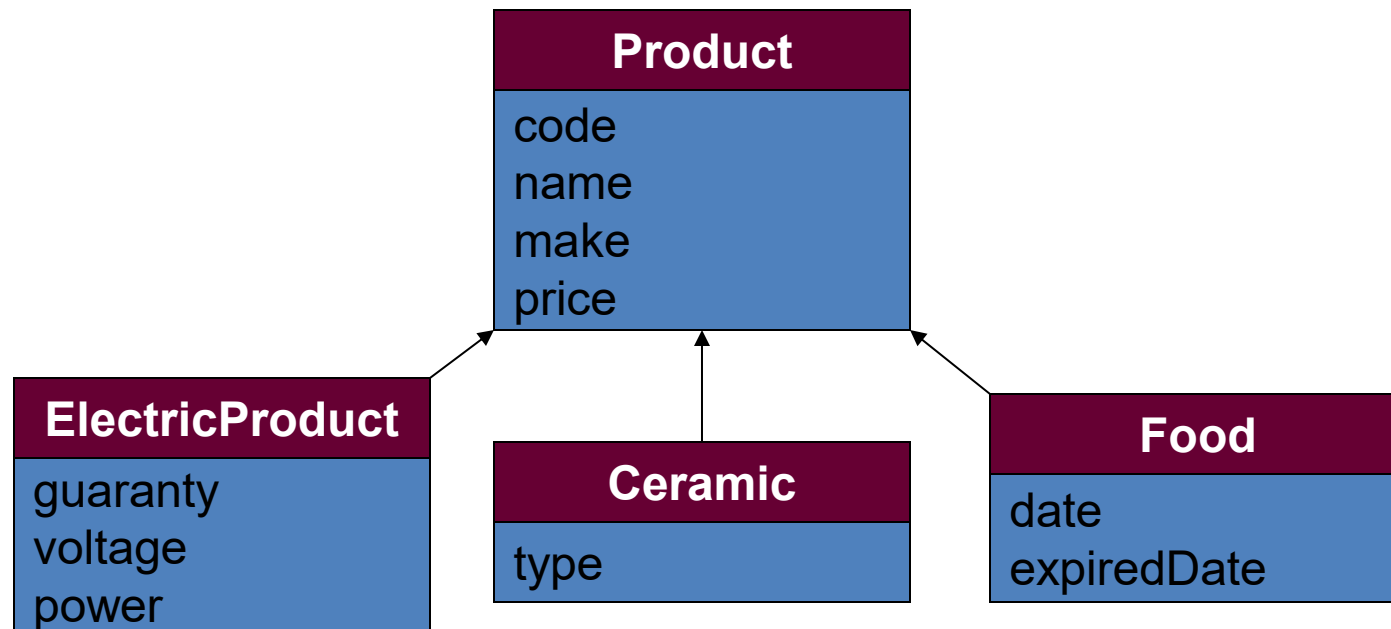 Product
code
name
make
price
ElectricProduct
guaranty
voltage
power
Ceramic
type
Food
date
expiredDate